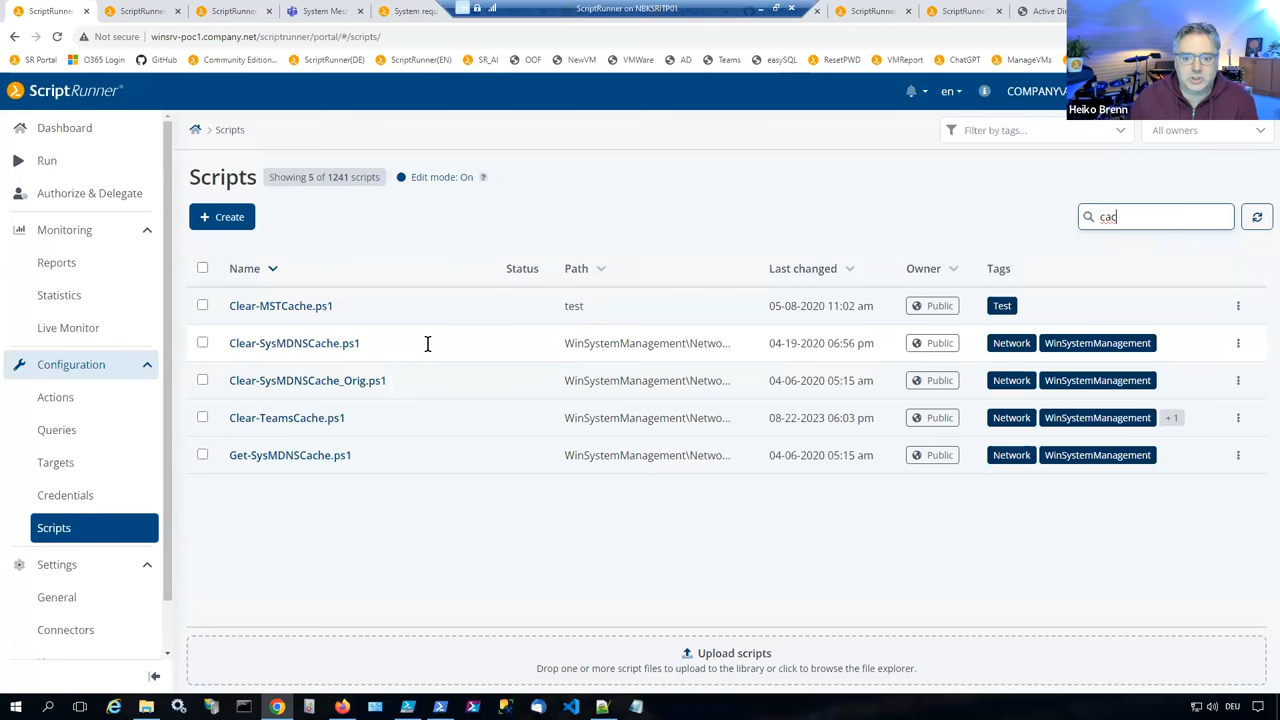 ScriptRunner on NBKSRITP01
System Mess
System requ
Active Dir
Not secure winsrv-poc1.company.net/scriptrunner/portal/#/scripts/
SR Portal O365 Login GitHub Community Edition... ScriptRunner(DE) ScriptRunner(EN) SR_AI OOF NewVM VMWare AD Teams easySQL ResetPWD VMReport ChatGPT ManageVMs
ScriptRunner®
en
COMPANY\A
Heiko Brenn
Dashboard
Run
Authorize & Delegate
Monitoring
Reports
Statistics
Live Monitor
Configuration
Actions
Queries
Targets
Credentials
Scripts
Settings
General
Connectors
> Scripts
Filter by tags...
All owners
Scripts
Showing 5 of 1241 scripts
Edit mode: On ?
+ Create
cac
Name Status Path Last changed Owner Tags
Clear-MSTCache.ps1 test 05-08-2020 11:02 am Public Test
Clear-SysMDNSCache.ps1 WinSystemManagement\Netwo... 04-19-2020 06:56 pm Public Network WinSystemManagement
Clear-SysMDNSCache_Orig.ps1 WinSystemManagement\Netwo... 04-06-2020 05:15 am Public Network WinSystemManagement
Clear-TeamsCache.ps1 WinSystemManagement\Netwo... 08-22-2023 06:03 pm Public Network WinSystemManagement + 1
Get-SysMDNSCache.ps1 WinSystemManagement\Netwo... 04-06-2020 05:15 am Public Network WinSystemManagement
Upload scripts
Drop one or more script files to upload to the library or click to browse the file explorer.
DEU